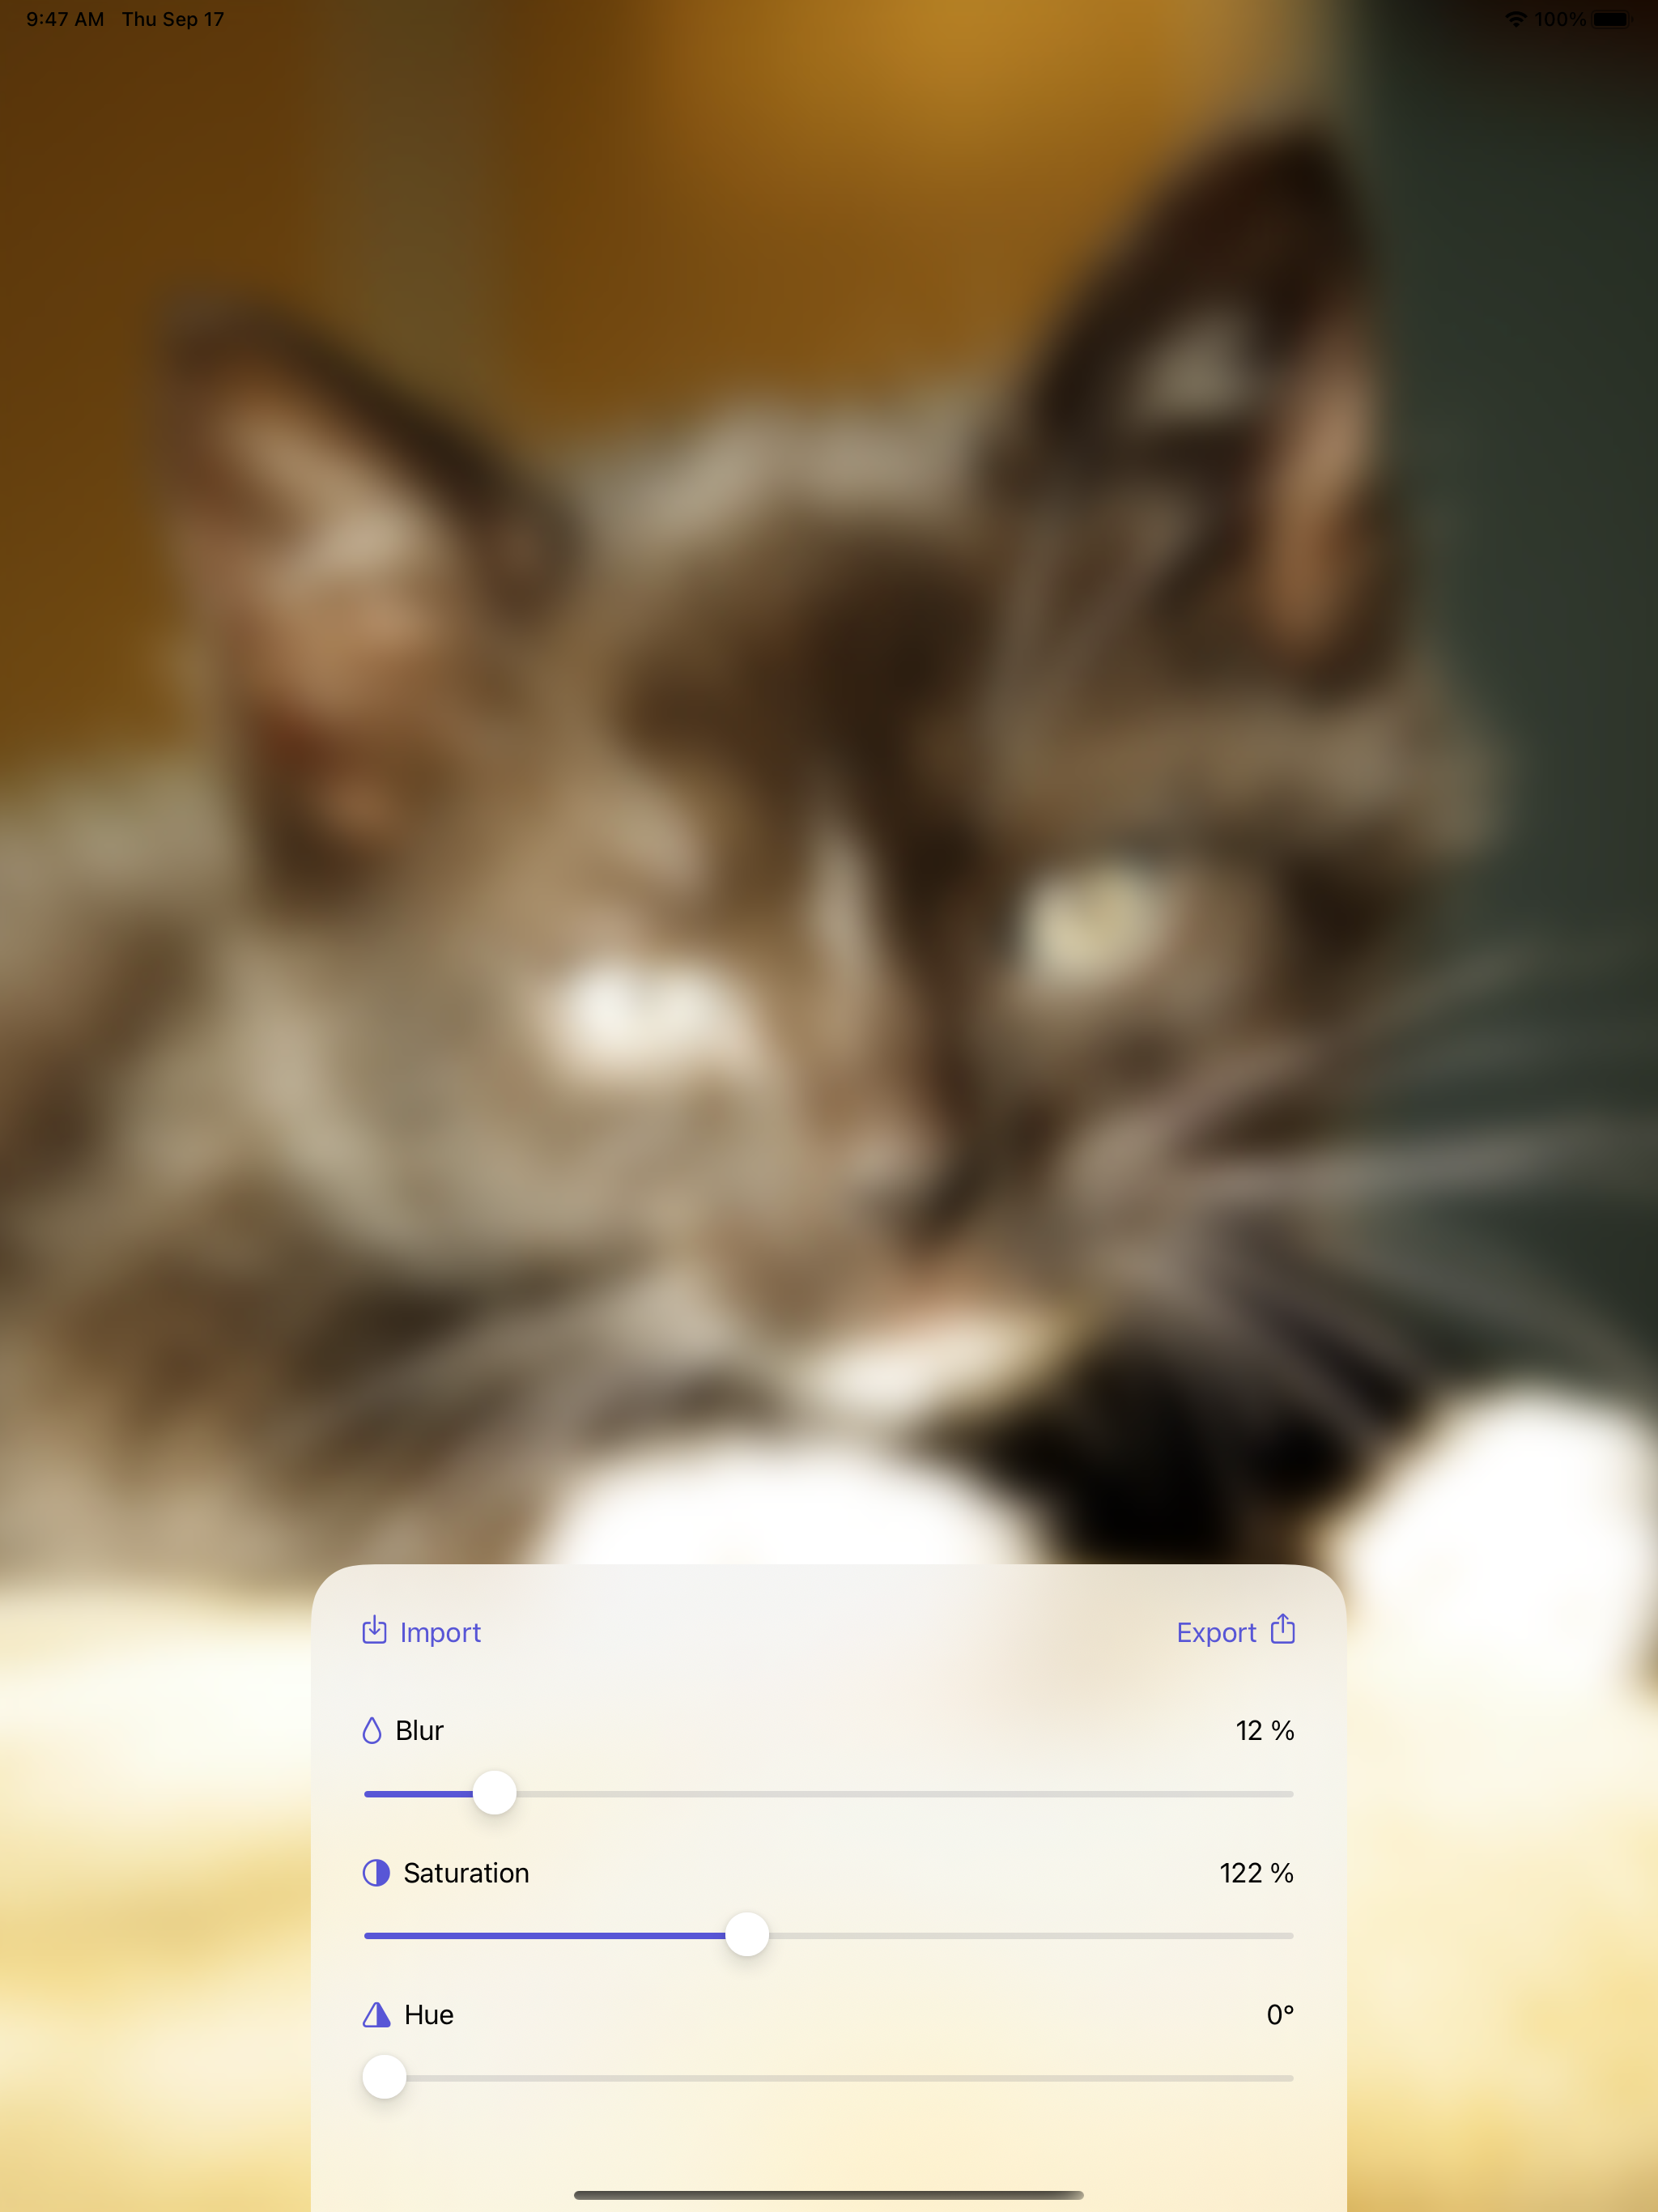 9:47 AM Thu Sep 17 100%
Import Export
Blur 12 %
Saturation 122 %
Hue 0°